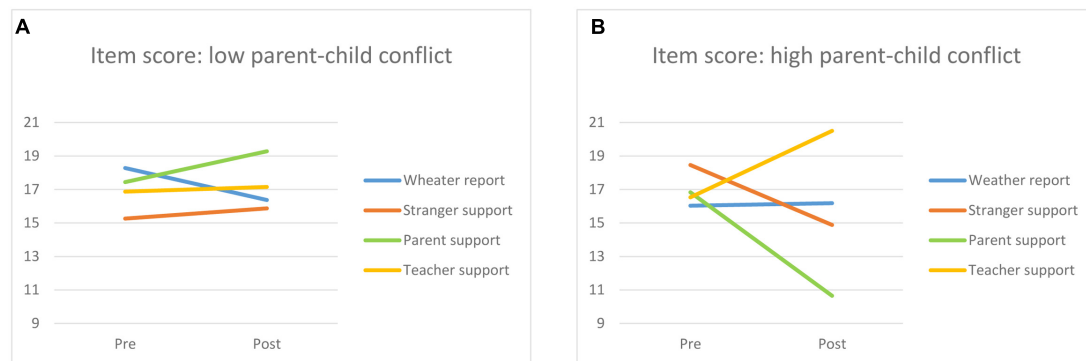 A
Item score: low parent-child conflict
21
19
17
15
13
11
9
Pre Post
Wheater report
Stranger support
Parent support
Teacher support
B
Item score: high parent-child conflict
21
19
17
15
13
11
9
Pre Post
Weather report
Stranger support
Parent support
Teacher support